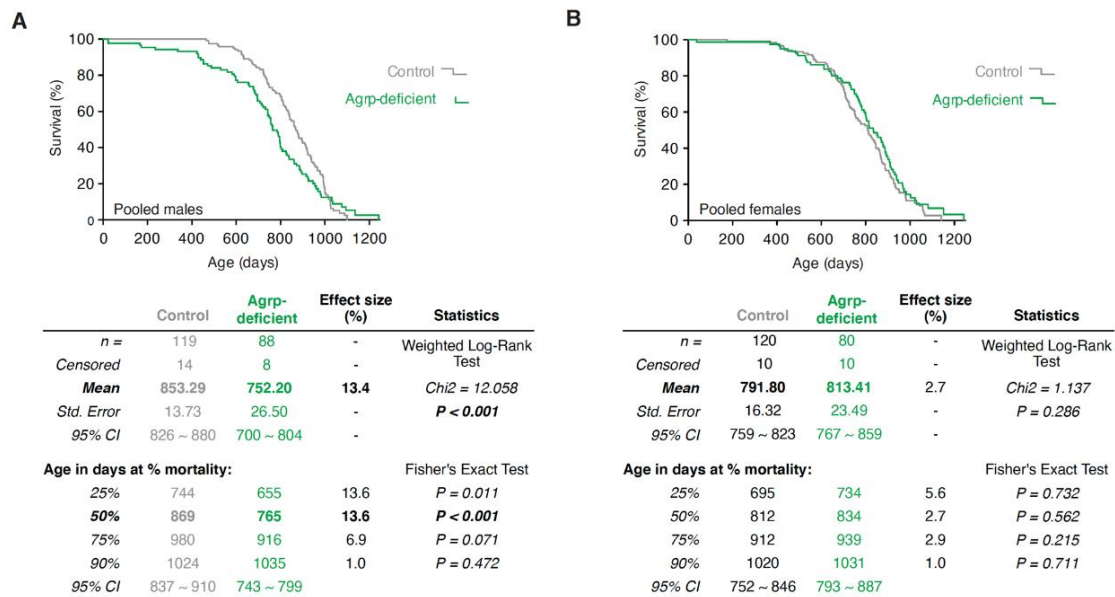 A
100
80
60
40
20
0
Survival (%)
Control
Agrp-deficient
Pooled males
0 200 400 600 800 1000 1200
Age (days)
Control Agrp-deficient Effect size (%) Statistics
n = 119 88 - Weighted Log-Rank Test
Censored 14 8 -
Mean 853.29 752.20 13.4 Chi2 = 12.058
Std. Error 13.73 26.50 - P < 0.001
95% CI 826 ~ 880 700 ~ 804 -
Age in days at % mortality: Fisher's Exact Test
25% 744 655 13.6 P = 0.011
50% 869 765 13.6 P < 0.001
75% 980 916 6.9 P = 0.071
90% 1024 1035 1.0 P = 0.472
95% CI 837 ~ 910 743 ~ 799
B
100
80
60
40
20
0
Survival (%)
Control
Agrp-deficient
Pooled females
0 200 400 600 800 1000 1200
Age (days)
Control Agrp-deficient Effect size (%) Statistics
n = 120 80 - Weighted Log-Rank Test
Censored 10 10 -
Mean 791.80 813.41 2.7 Chi2 = 1.137
Std. Error 16.32 23.49 - P = 0.286
95% CI 759 ~ 823 767 ~ 859 -
Age in days at % mortality: Fisher's Exact Test
25% 695 734 5.6 P = 0.732
50% 812 834 2.7 P = 0.562
75% 912 939 2.9 P = 0.215
90% 1020 1031 1.0 P = 0.711
95% CI 752 ~ 846 793 ~ 887